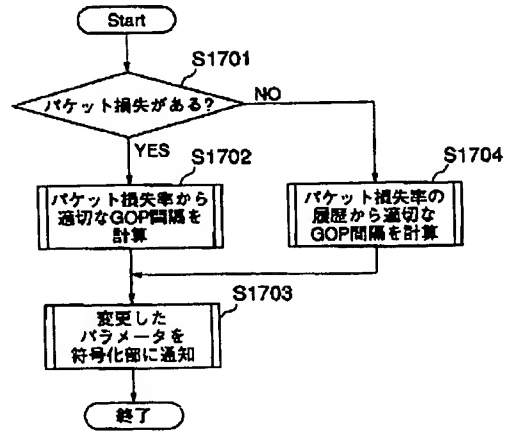 Start
S1701
パケット損失がある?
NO
YES
S1702
パケット損失率から
適切なGOP間隔を
計算
S1704
パケット損失率の
履歴から適切な
GOP間隔を計算
S1703
変更した
パラメータを
符号化部に通知
終了